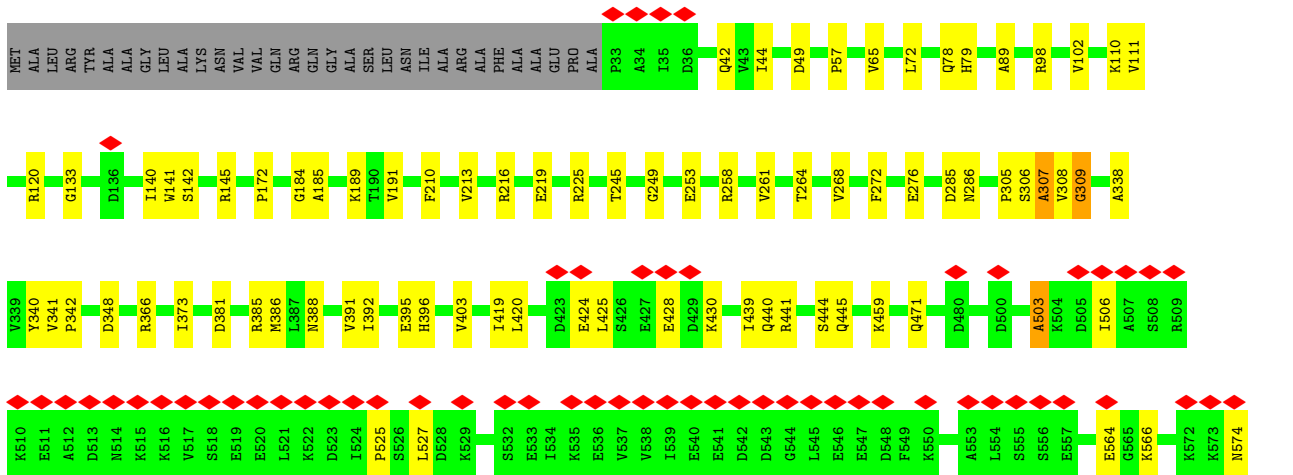 MET ALA LEU ARG TYR ALA ALA GLY LEU ALA LYS ASN VAL VAL GLN ARG GLN GLY ALA SER LEU ASN ILE ALA ARG ALA PHE ALA ALA GLU PRO ALA P33 A34 I35 D36 Q42 V43 I44 D49 P57 V65 L72 Q78 H79 A89 R98 V102 K110 V111
R120 G133 D136 I140 W141 S142 R145 P172 G184 A185 K189 T190 V191 F210 V213 R216 E219 R225 T245 G249 E253 R258 V261 T264 V268 F272 E276 D285 N286 P305 S306 A307 V308 G309 A338
V339 Y340 V341 P342 D348 R366 I373 D381 R385 M386 L387 N388 V391 I392 E395 H396 V403 I419 L420 D423 E424 L425 S426 E427 E428 D429 K430 I439 Q440 R441 S444 Q445 K459 Q471 D480 D500 A503 K504 D505 I506 A507 S508 R509
K510 E511 A512 D513 N514 K515 K516 V517 S518 E519 E520 L521 K522 D523 I524 P525 S526 L527 D528 K529 S532 E533 I534 K535 E536 V537 V538 I539 E540 E541 D542 D543 G544 L545 E546 E547 D548 F549 K550 A553 L554 S555 S556 E557 E564 G565 K566 K572 K573 N574